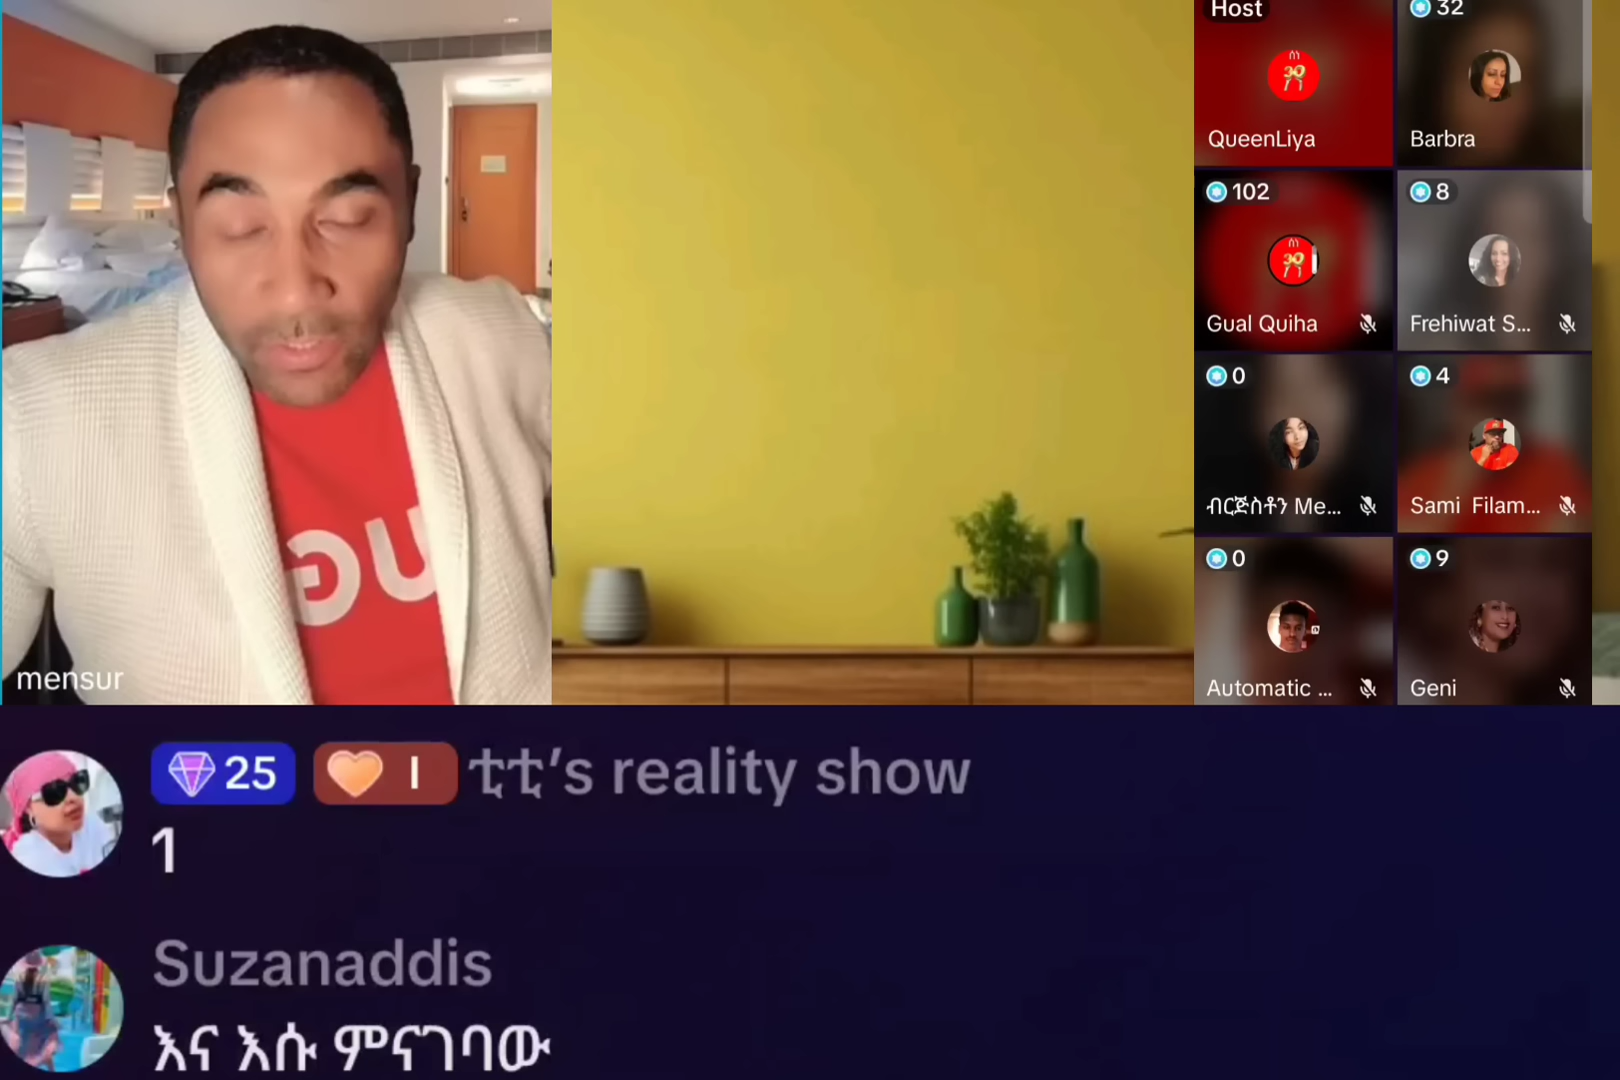 Host
32
QueenLiya
Barbra
102
8
Gual Quiha
Frehiwat S...
0
4
ብርጅስቶን Me...
Sami Filam...
0
9
Automatic ...
Geni
mensur
25 I ቲቲ’s reality show
1
Suzanaddis
እና እሱ ምናገባው